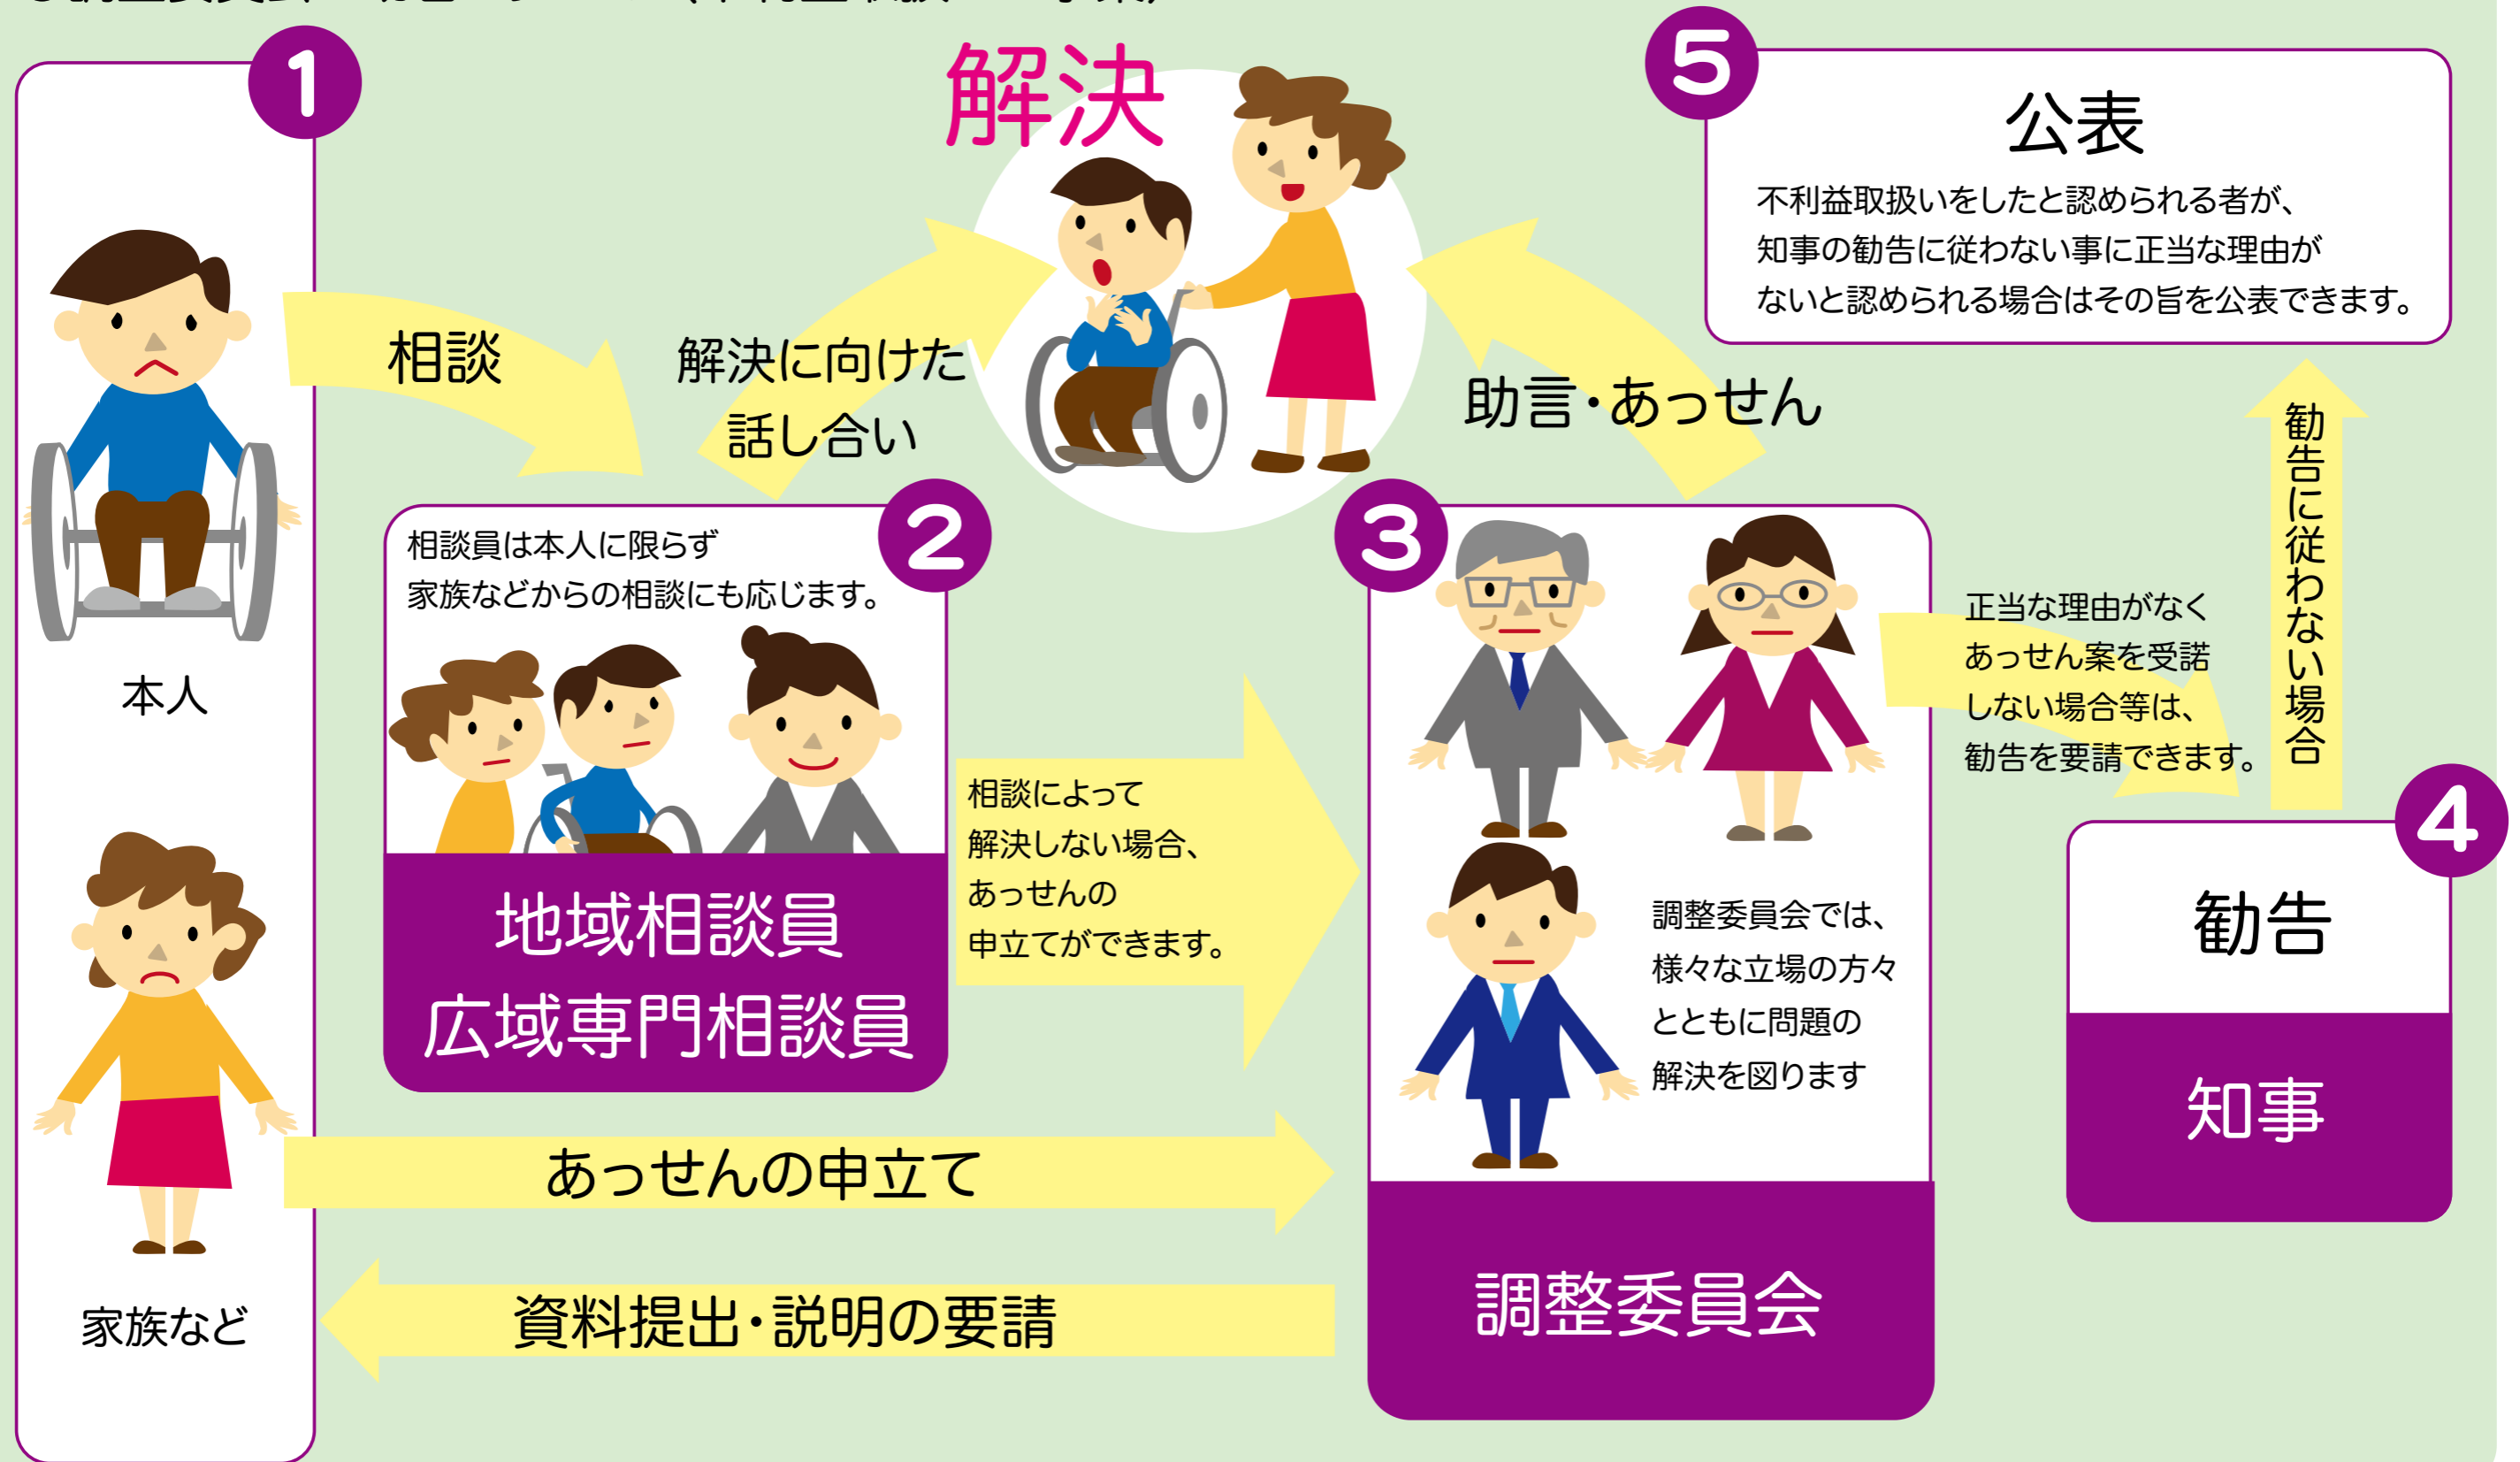 1
本人
家族など
相談
解決に向けた
話し合い
解決
2
相談員は本人に限らず
家族などからの相談にも応じます。
地域相談員
広域専門相談員
相談によって
解決しない場合、
あっせんの
申立てができます。
あっせんの申立て
資料提出・説明の要請
助言・あっせん
3
調整委員会では、
様々な立場の方々
とともに問題の
解決を図ります
調整委員会
正当な理由がなく
あっせん案を受諾
しない場合等は、
勧告を要請できます。
4
勧告
知事
勧告に従わない場合
5
公表
不利益取扱いをしたと認められる者が、
知事の勧告に従わない事に正当な理由が
ないと認められる場合はその旨を公表できます。